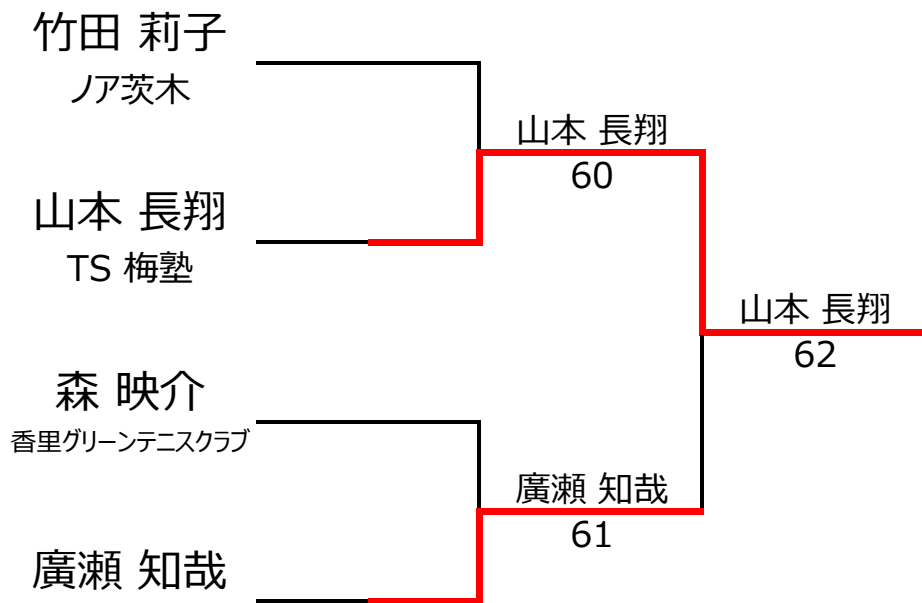 竹田 莉子
ノア茨木
山本 長翔
60
山本 長翔
TS 梅塾
山本 長翔
62
森 映介
香里グリーンテニスクラブ
廣瀬 知哉
61
廣瀬 知哉